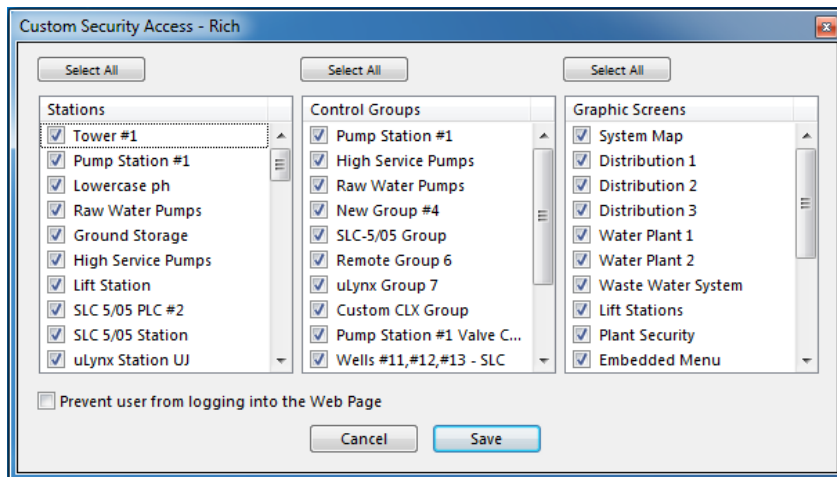 Custom Security Access - Rich
Select All
Select All
Select All
Stations
Tower #1
Pump Station #1
Lowercase ph
Raw Water Pumps
Ground Storage
High Service Pumps
Lift Station
SLC 5/05 PLC #2
SLC 5/05 Station
uLynx Station UJ
Control Groups
Pump Station #1
High Service Pumps
Raw Water Pumps
New Group #4
SLC-5/05 Group
Remote Group 6
uLynx Group 7
Custom CLX Group
Pump Station #1 Valve C...
Wells #11,#12,#13 - SLC
Graphic Screens
System Map
Distribution 1
Distribution 2
Distribution 3
Water Plant 1
Water Plant 2
Waste Water System
Lift Stations
Plant Security
Embedded Menu
Prevent user from logging into the Web Page
Cancel
Save